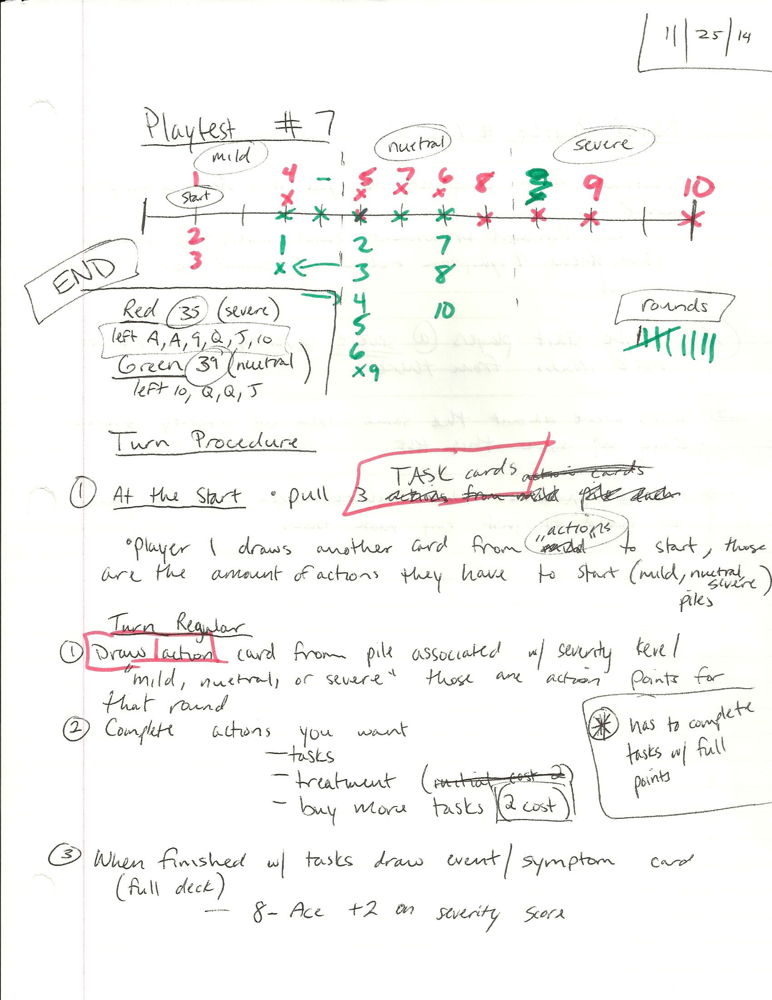 11/25/14
Playtest # 7
mild nuetral severe
1 4 - 5 7 6 8 9 10
x x x x
start
2 1 2 7
3 x 3 8
END
4 10
5
6
x 9
rounds
Red 35 (severe)
left A, A, 9, Q, J, 10
Green 39 (nuetral)
left 10, Q, Q, J
Turn Procedure
TASK cards action cards
① At the Start • pull 3 actions from mild pile each
"actions"
• Player 1 draws another card from mild to start, those
are the amount of actions they have to start (mild, nuetral, severe)
piles
Turn Regular
① Draw action card from pile associated w/ severity level
"mild, nuetral, or severe" those are action points for
that round
② Complete actions you want
— tasks
— treatment (initial cost 2)
— buy more tasks (2 cost)
* has to complete
tasks w/ full
points
③ When finished w/ tasks draw event/symptom card
(full deck)
— 8- Ace +2 on severity score